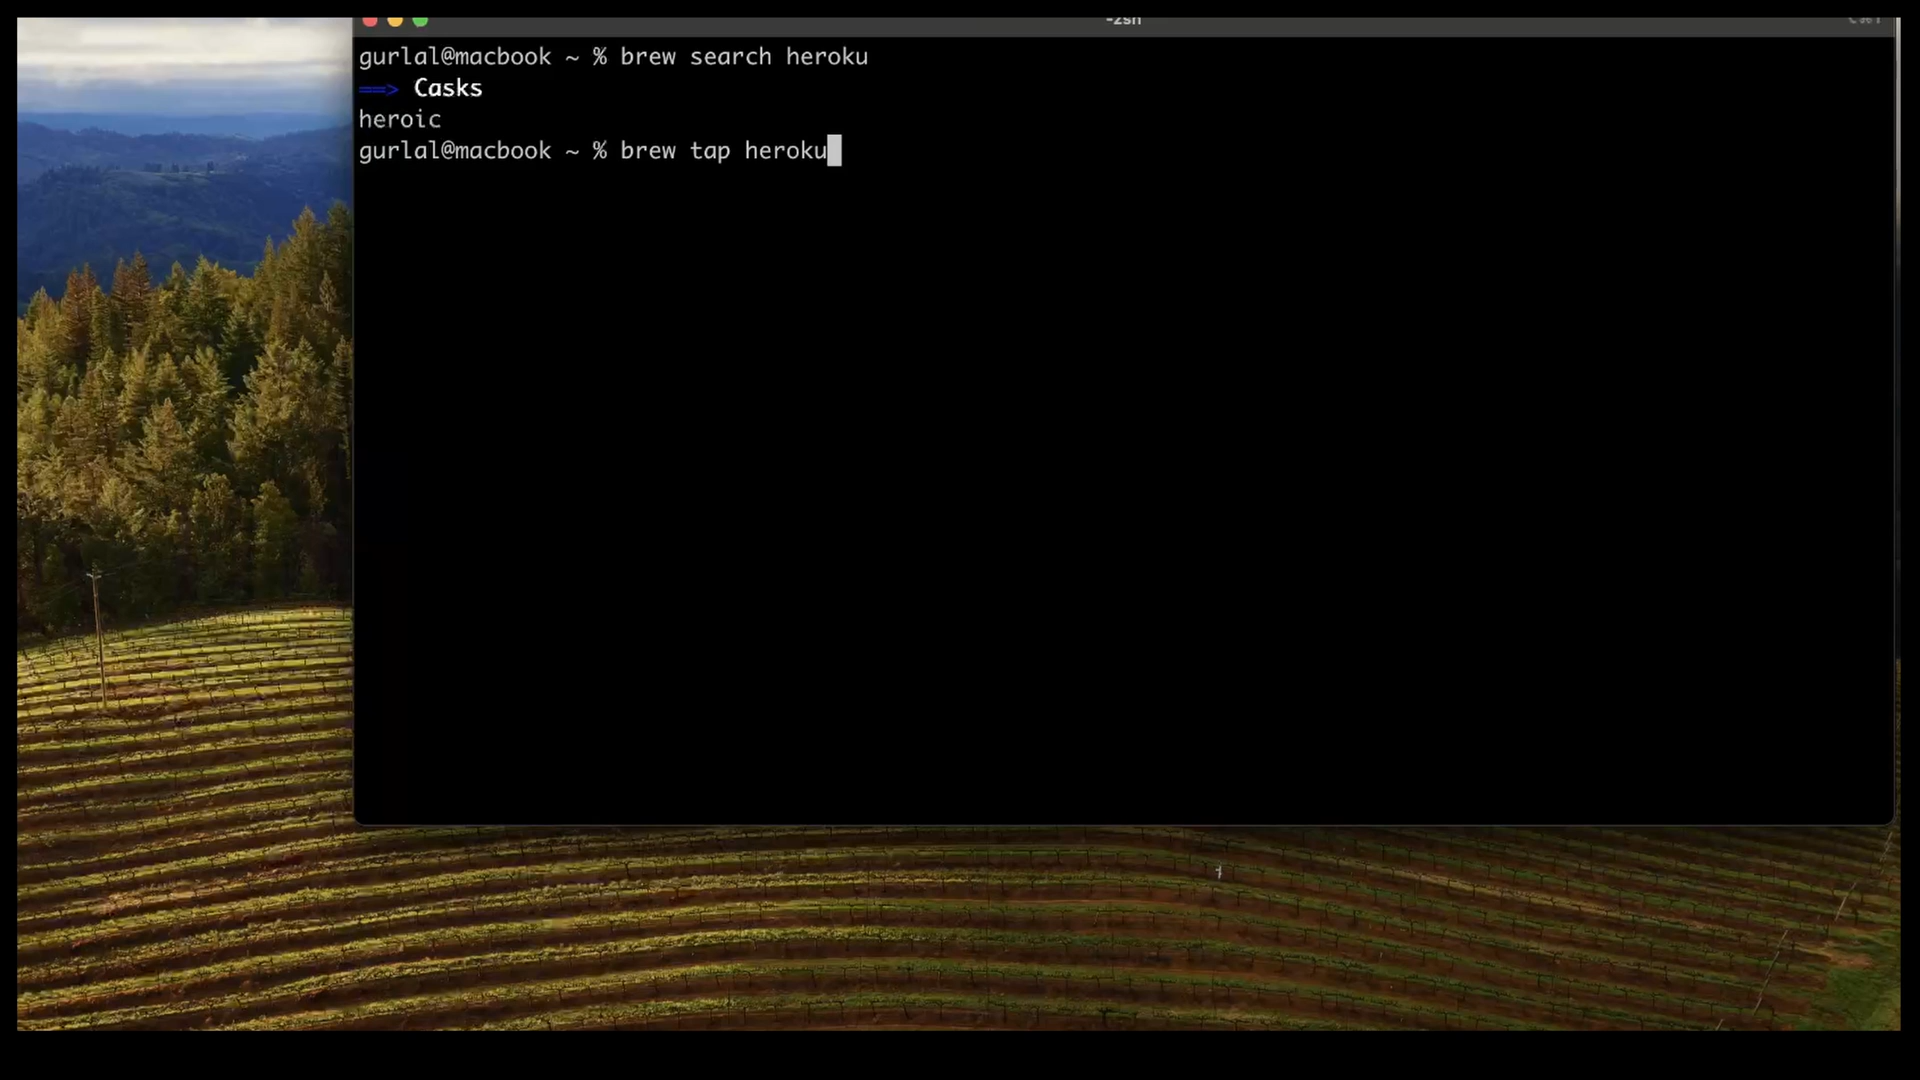 -zsh
gurlal@macbook ~ % brew search heroku
==> Casks
heroic
gurlal@macbook ~ % brew tap heroku